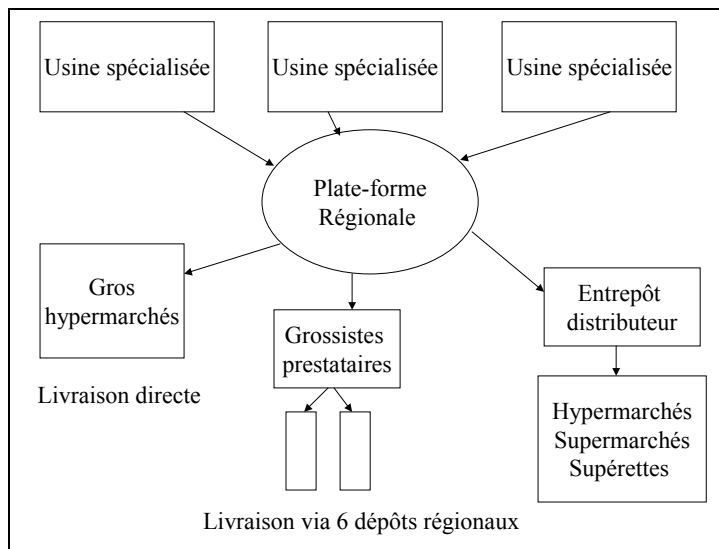 Usine spécialisée
Usine spécialisée
Usine spécialisée
Plate-forme
Régionale
Gros
hypermarchés
Livraison directe
Grossistes
prestataires
Livraison via 6 dépôts régionaux
Entrepôt
distributeur
Hypermarchés
Supermarchés
Supérettes